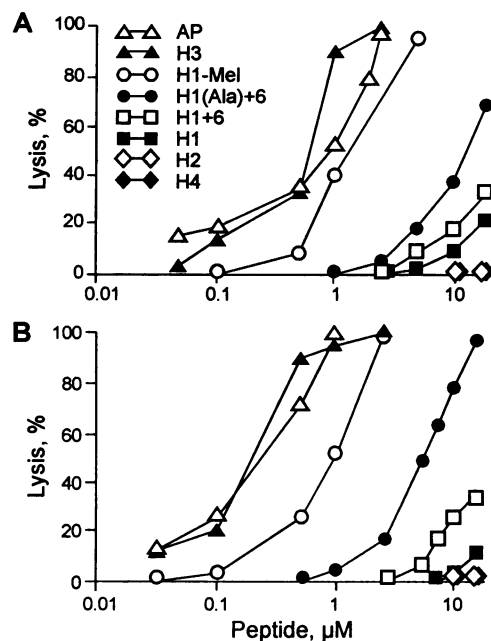 A
AP
H3
H1-Mel
H1(Ala)+6
H1+6
H1
H2
H4
Lysis, %
100
80
60
40
20
0
0.01
0.1
1
10
B
Lysis, %
100
80
60
40
20
0
0.01
0.1
1
10
Peptide, µM